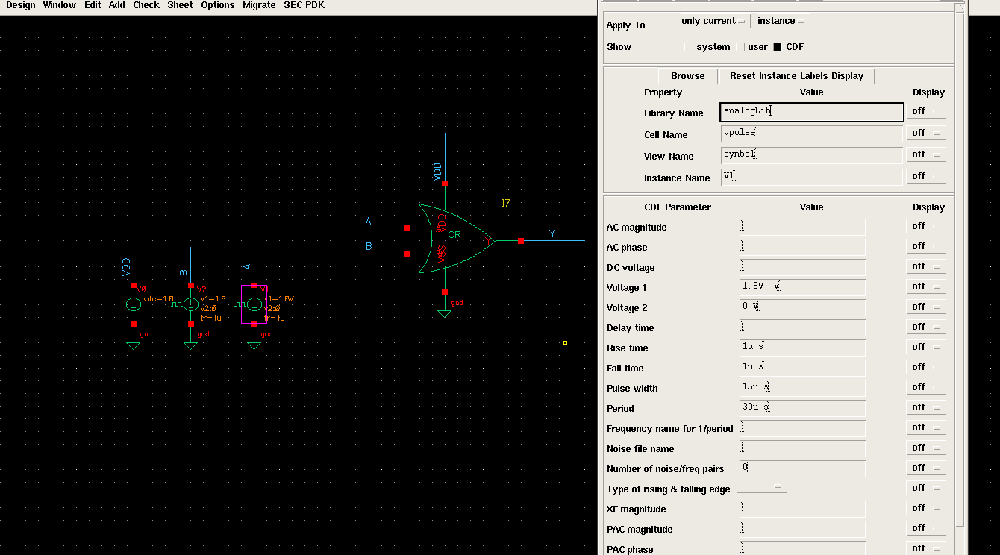 Design Window Edit Add Check Sheet Options Migrate SEC PDK
Apply To only current instance
Show system user CDF
Browse Reset Instance Labels Display
Property Value Display
Library Name analogLib off
Cell Name vpulse off
View Name symbol off
Instance Name V1 off
CDF Parameter Value Display
AC magnitude off
AC phase off
DC voltage off
Voltage 1 1.8V V off
Voltage 2 0 V off
Delay time off
Rise time 1u s off
Fall time 1u s off
Pulse width 15u s off
Period 30u s off
Frequency name for 1/period off
Noise file name off
Number of noise/freq pairs 0 off
Type of rising & falling edge off
XF magnitude off
PAC magnitude off
PAC phase off
VDD
I7
A
VDD
OR
Y
Y
B
VSS
gnd
VDD
B
A
V0
V2
vdc=1.8
v1=1.8
v1=1.8V
v2:0
v2:0
tr=1u
tr=1u
gnd
gnd
gnd